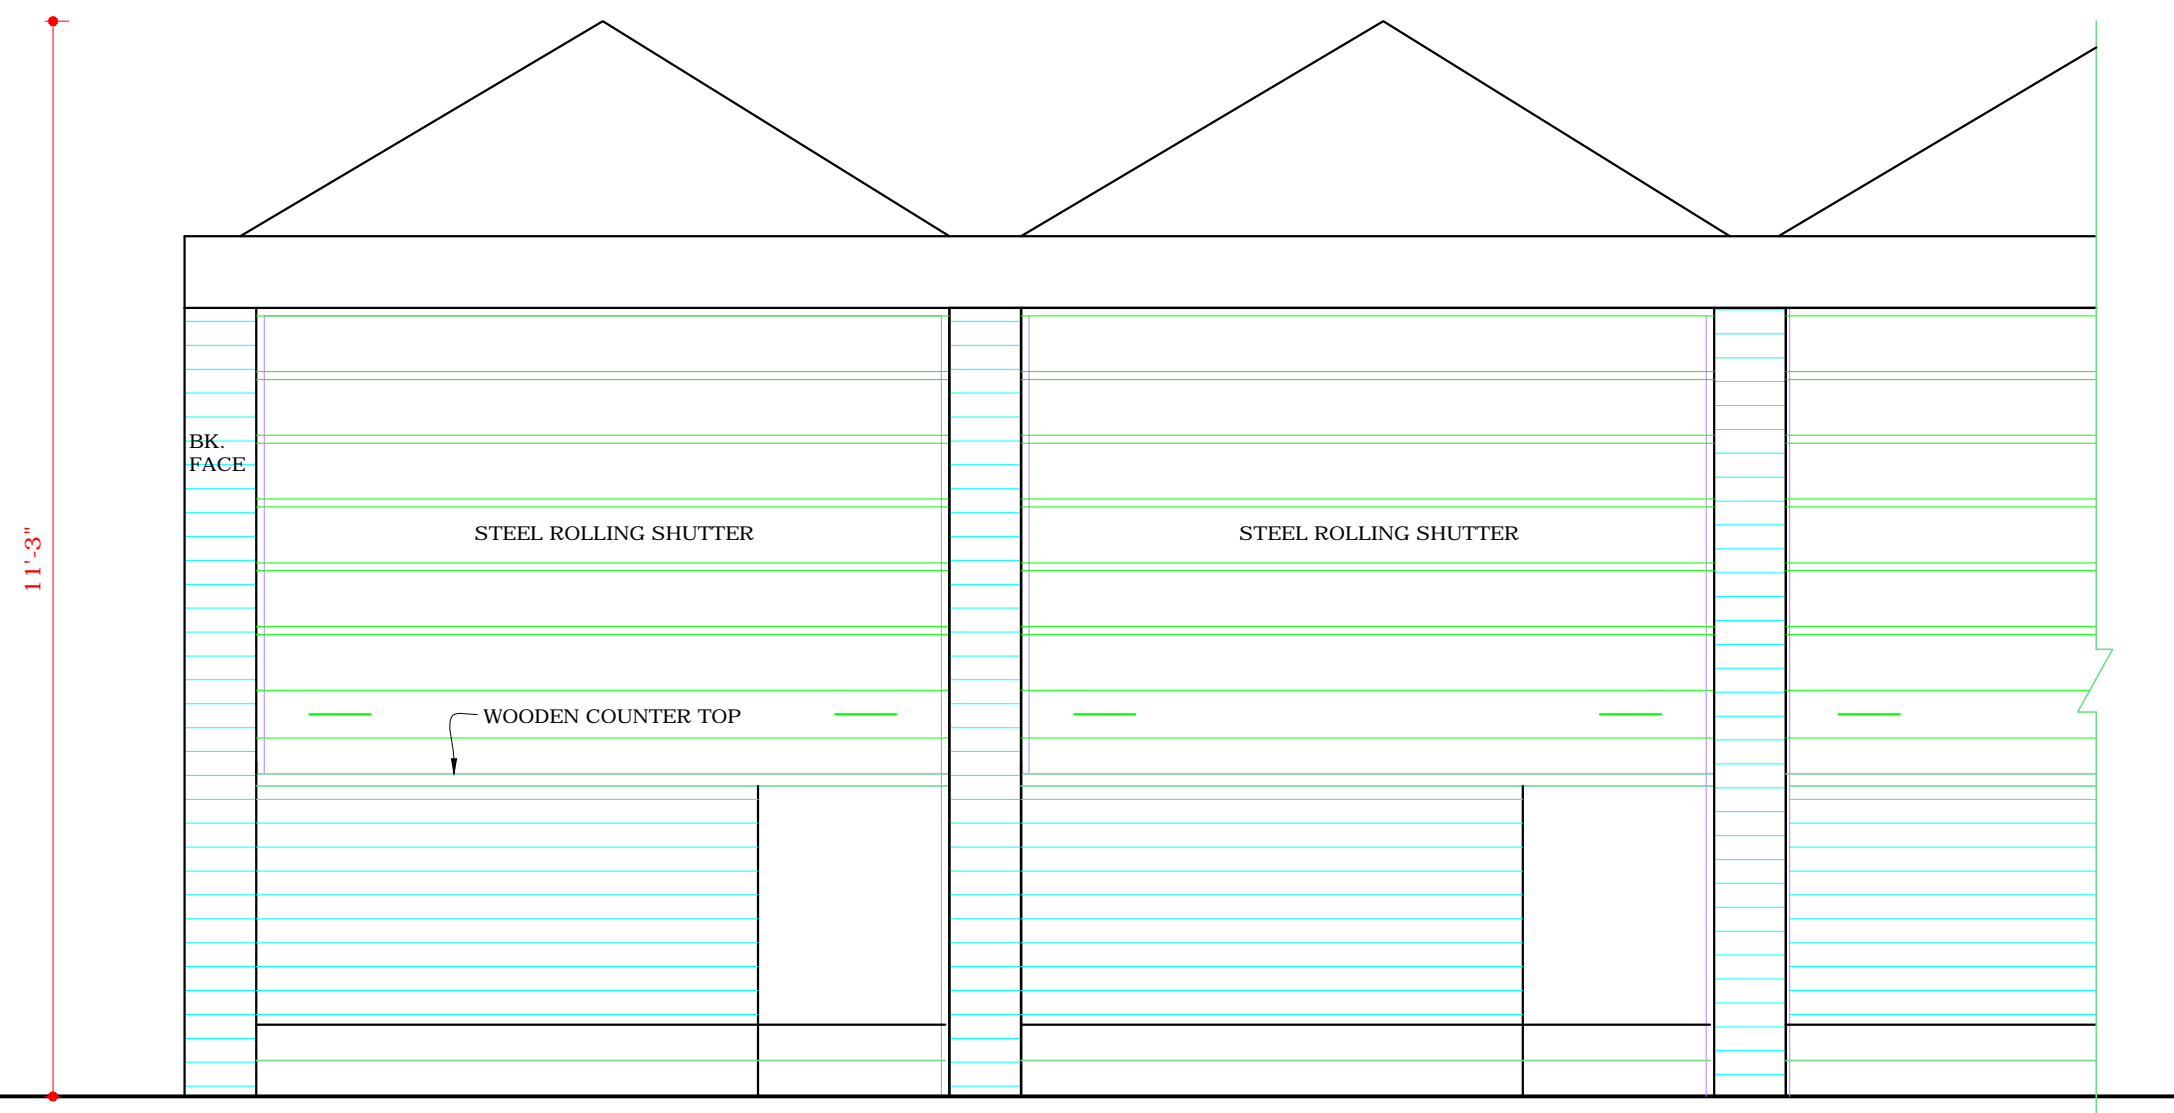 BK.
FACE
STEEL ROLLING SHUTTER
STEEL ROLLING SHUTTER
11'-3"
WOODEN COUNTER TOP